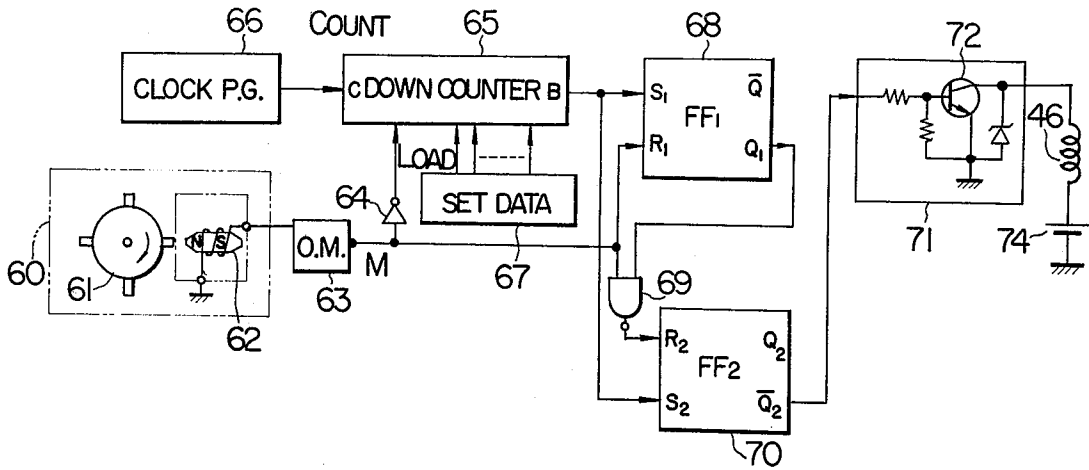 66
COUNT
65
68
72
CLOCK P.G.
C DOWN COUNTER B
S1
Q̅
FF1
R1
Q1
46
LOAD
64
SET DATA
67
71
74
60
61
N S
62
O.M.
63
M
69
R2
Q2
FF2
S2
Q̅2
70